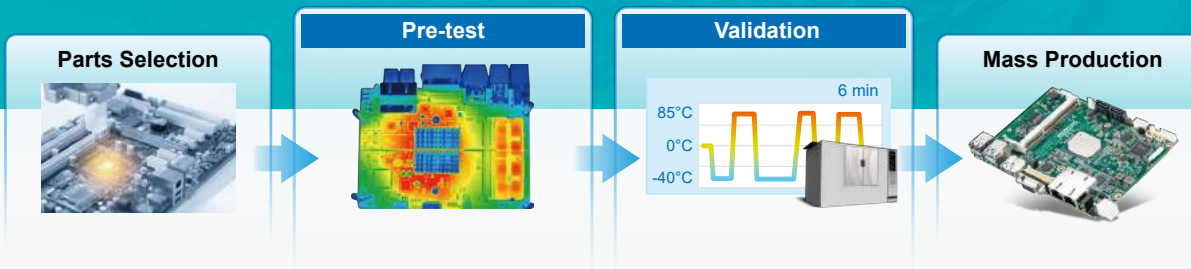 Parts Selection
Pre-test
Validation
6 min
85°C
0°C
-40°C
Mass Production